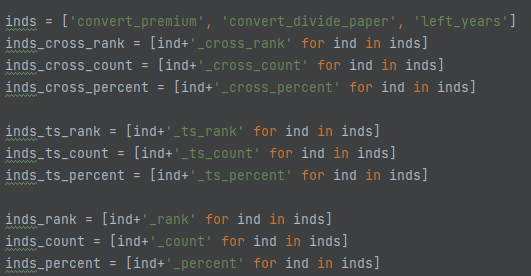 inds = ['convert_premium', 'convert_divide_paper', 'left_years']
inds_cross_rank = [ind+'_cross_rank' for ind in inds]
inds_cross_count = [ind+'_cross_count' for ind in inds]
inds_cross_percent = [ind+'_cross_percent' for ind in inds]
inds_ts_rank = [ind+'_ts_rank' for ind in inds]
inds_ts_count = [ind+'_ts_count' for ind in inds]
inds_ts_percent = [ind+'_ts_percent' for ind in inds]
inds_rank = [ind+'_rank' for ind in inds]
inds_count = [ind+'_count' for ind in inds]
inds_percent = [ind+'_percent' for ind in inds]